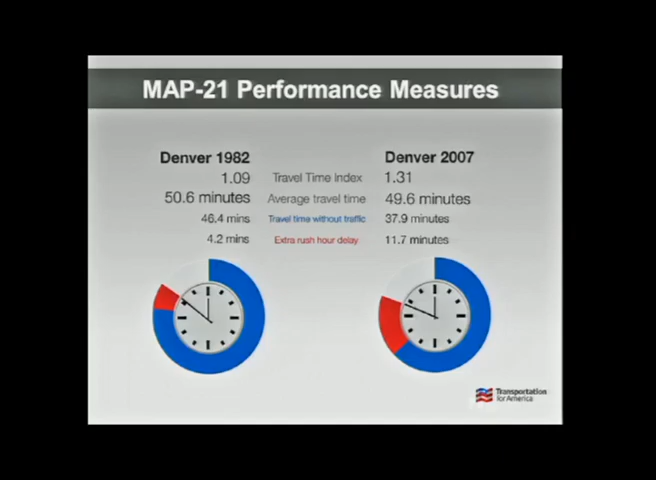 MAP-21 Performance Measures
Denver 1982 Denver 2007
1.09 Travel Time Index 1.31
50.6 minutes Average travel time 49.6 minutes
46.4 mins Travel time without traffic 37.9 minutes
4.2 mins Extra rush hour delay 11.7 minutes
Transportation
for America